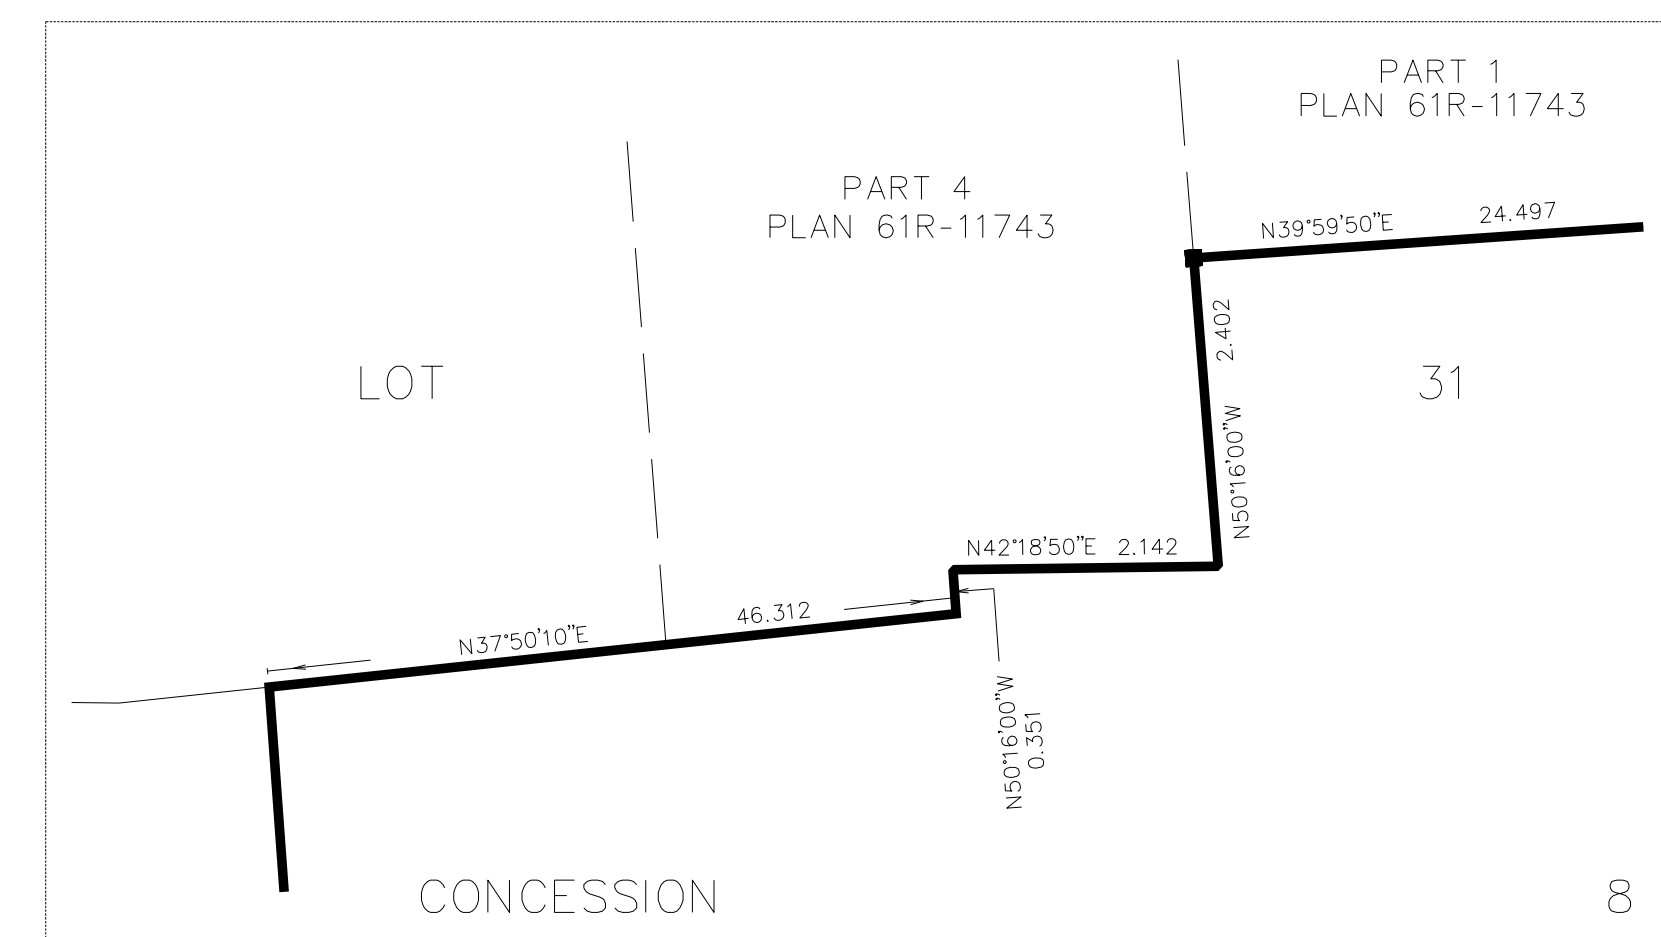 PART 1
PLAN 61R-11743
PART 4
PLAN 61R-11743
N39°59'50"E 24.497
2.402
LOT
31
N50°16'00"W
N42°18'50"E 2.142
46.312
N37°50'10"E
N50°16'00"W
0.351
CONCESSION
8